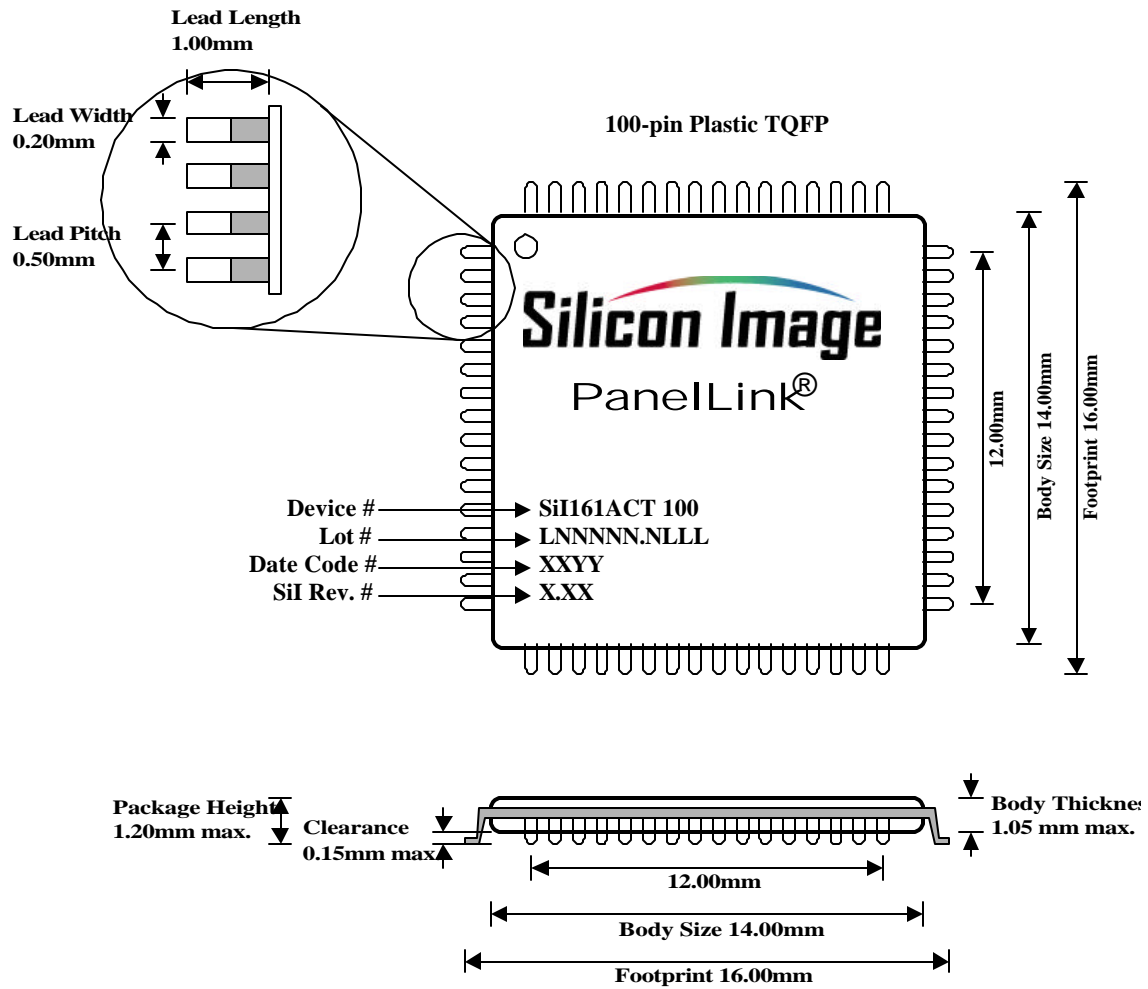 Lead Length
1.00mm
Lead Width
0.20mm
Lead Pitch
0.50mm
100-pin Plastic TQFP
Silicon Image
PanelLink®
Device #
SiI161ACT 100
Lot #
LNNNNN.NLLL
Date Code #
XXYY
SiI Rev. #
X.XX
12.00mm
Body Size 14.00mm
Footprint 16.00mm
Package Height
1.20mm max.
Clearance
0.15mm max
Body Thicknes
1.05 mm max.
12.00mm
Body Size 14.00mm
Footprint 16.00mm